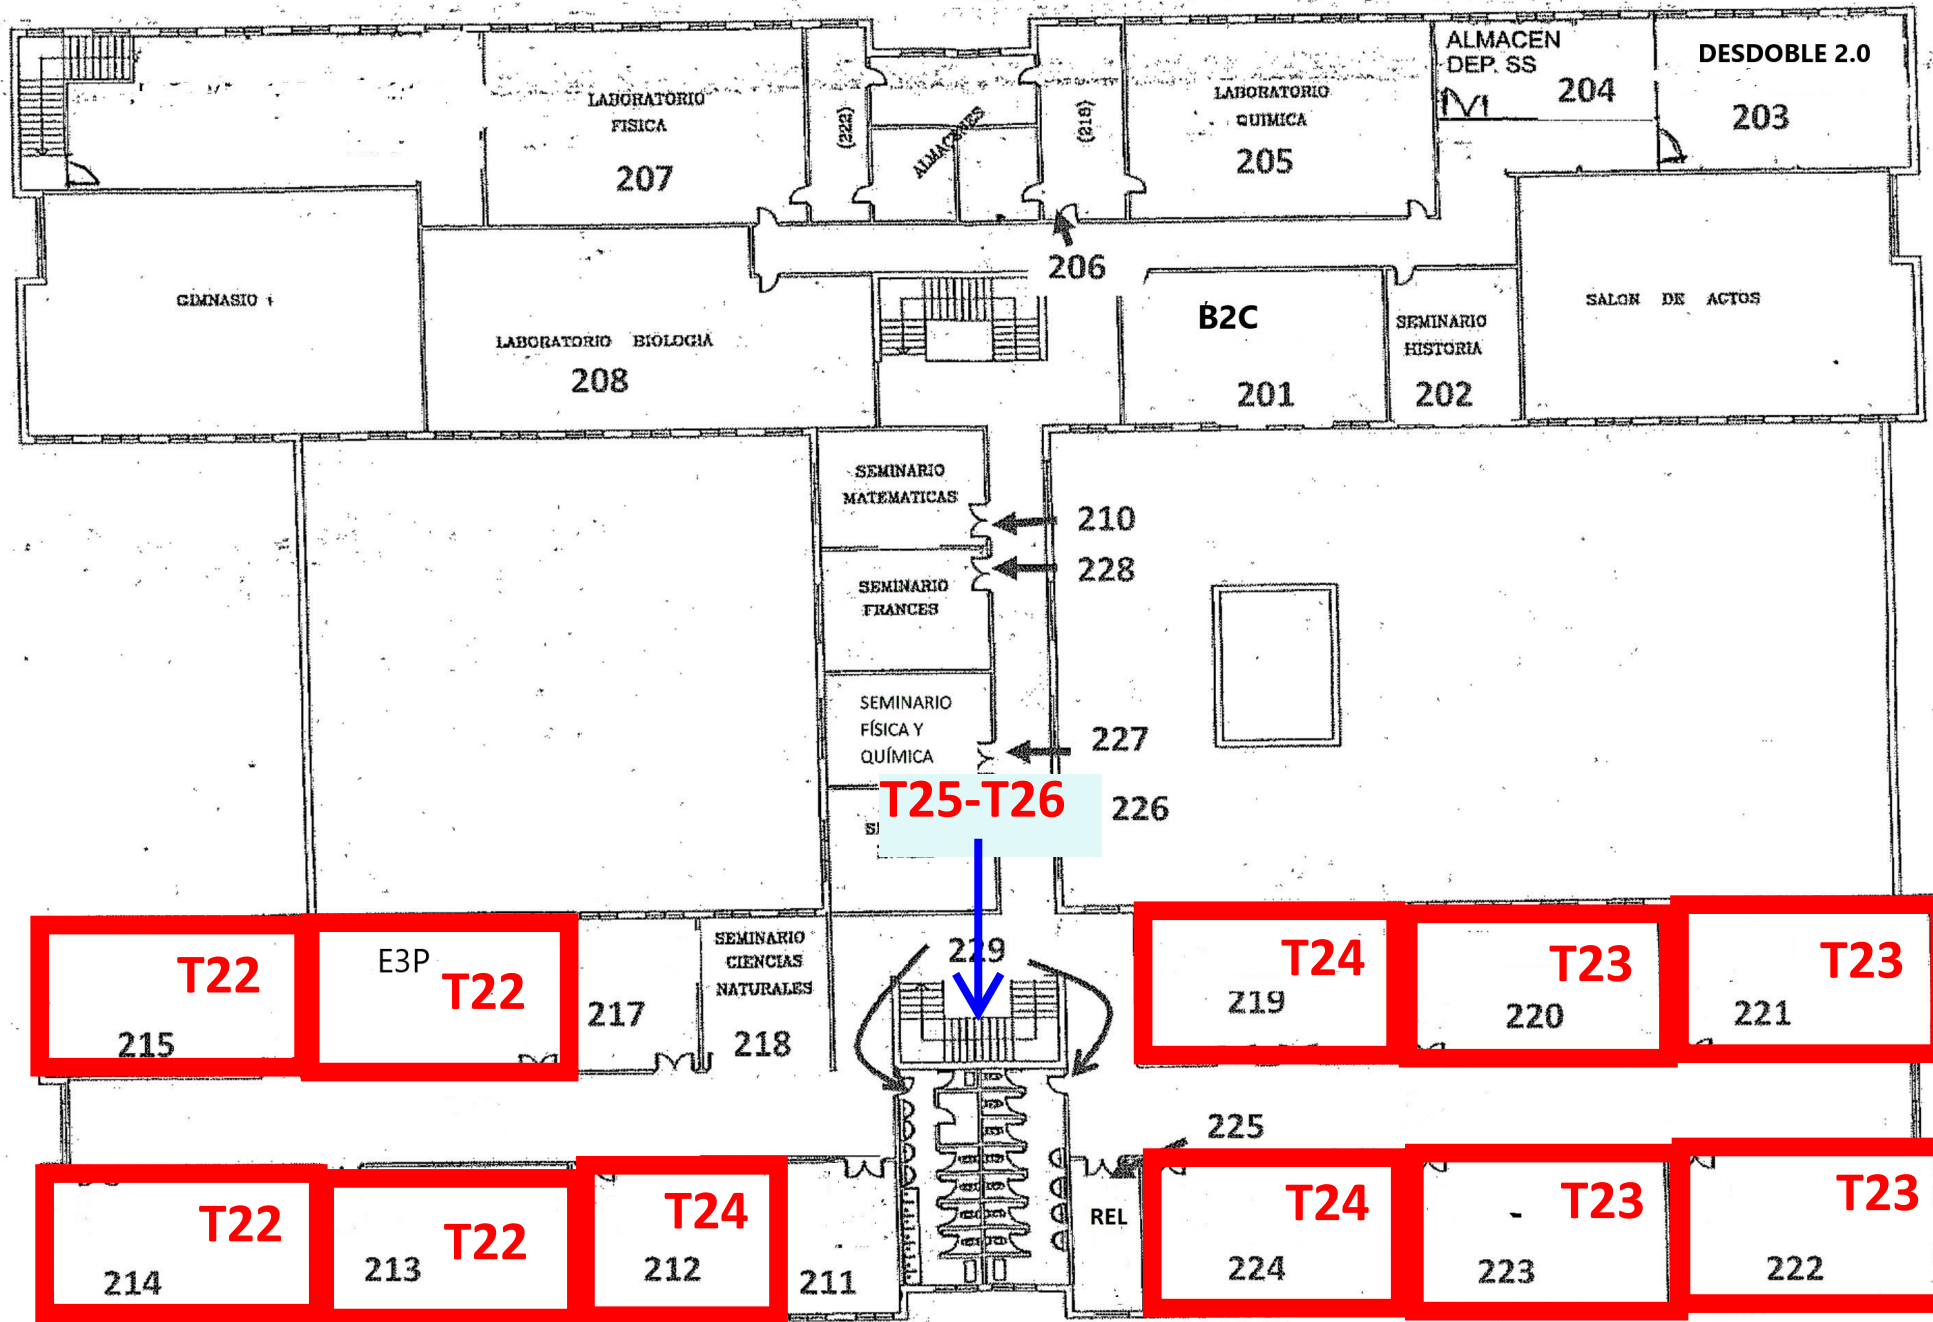 ALMACEN
DEP. SS
204
DESDOBLE 2.0
203
LABORATORIO
FISICA
207
(222)
ALMACENES
(218)
LABORATORIO
QUIMICA
205
206
GIMNASIO 1
LABORATORIO BIOLOGIA
208
B2C
201
SEMINARIO
HISTORIA
202
SALON DE ACTOS
SEMINARIO
MATEMATICAS
210
228
SEMINARIO
FRANCES
SEMINARIO
FÍSICA Y
QUÍMICA
227
T25-T26
226
T22
215
E3P
T22
217
SEMINARIO
CIENCIAS
NATURALES
218
229
T24
219
T23
220
T23
221
225
T22
214
T22
213
T24
212
211
REL
T24
224
T23
223
T23
222